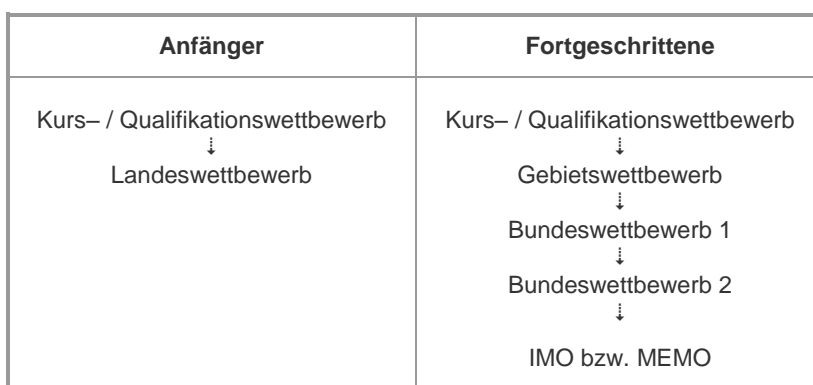 Anfänger
Kurs– / Qualifikationswettbewerb
⇣
Landeswettbewerb
Fortgeschrittene
Kurs– / Qualifikationswettbewerb
⇣
Gebietswettbewerb
⇣
Bundeswettbewerb 1
⇣
Bundeswettbewerb 2
⇣
IMO bzw. MEMO